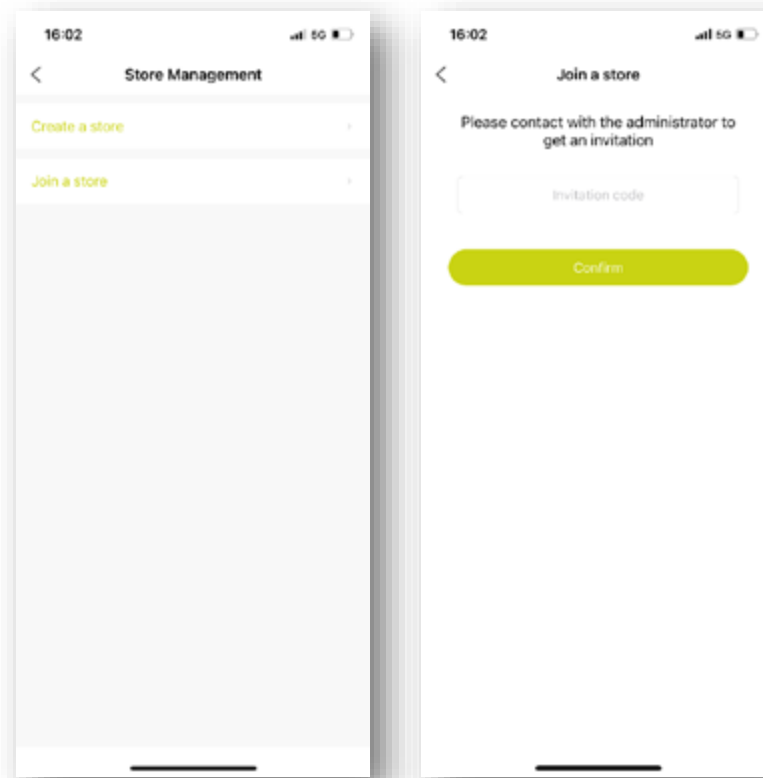 16:02
5G
Store Management
Create a store
Join a store
16:02
5G
Join a store
Please contact with the administrator to
get an invitation
Invitation code
Confirm